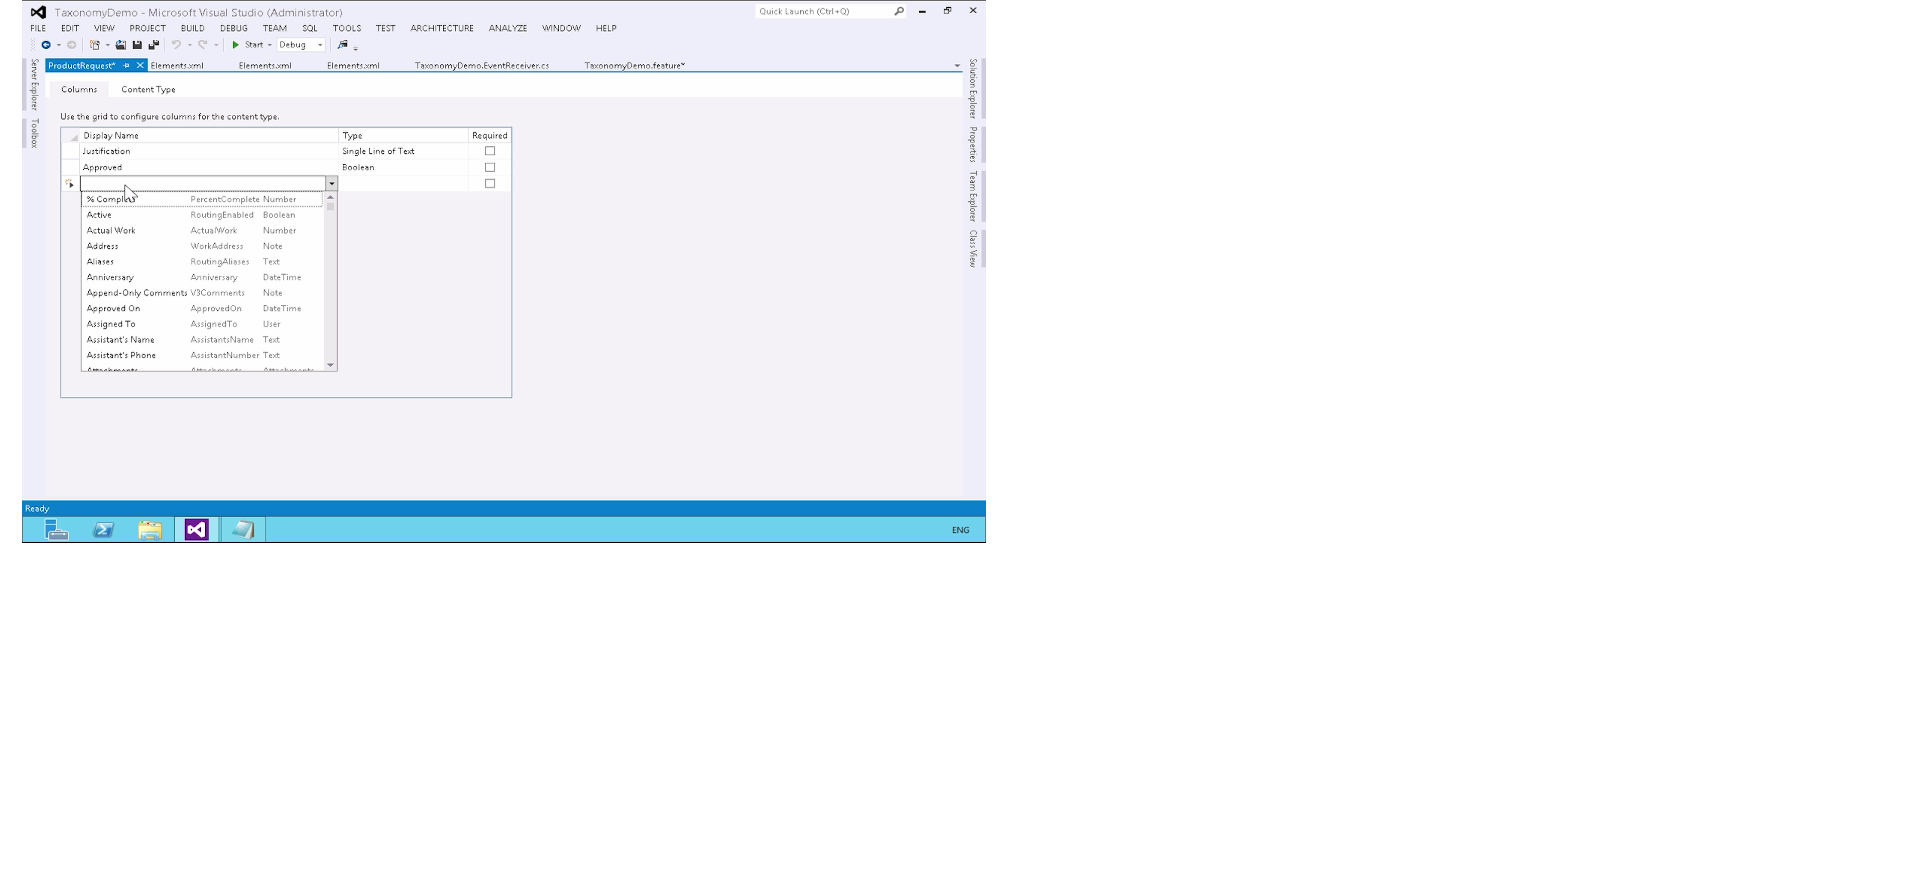 TaxonomyDemo - Microsoft Visual Studio (Administrator)
Quick Launch (Ctrl+Q)
FILE EDIT VIEW PROJECT BUILD DEBUG TEAM SQL TOOLS TEST ARCHITECTURE ANALYZE WINDOW HELP
Start Debug
ProductRequest* Elements.xml Elements.xml Elements.xml TaxonomyDemo.EventReceiver.cs TaxonomyDemo.feature*
Server Explorer
Toolbox
Solution Explorer
Properties
Team Explorer
Class View
Columns Content Type
Use the grid to configure columns for the content type.
Display Name Type Required
Justification Single Line of Text
Approved Boolean
% Complete PercentComplete Number
Active RoutingEnabled Boolean
Actual Work ActualWork Number
Address WorkAddress Note
Aliases RoutingAliases Text
Anniversary Anniversary DateTime
Append-Only Comments V3Comments Note
Approved On ApprovedOn DateTime
Assigned To AssignedTo User
Assistant's Name AssistantsName Text
Assistant's Phone AssistantNumber Text
Attachments Attachments Attachments
Ready
ENG